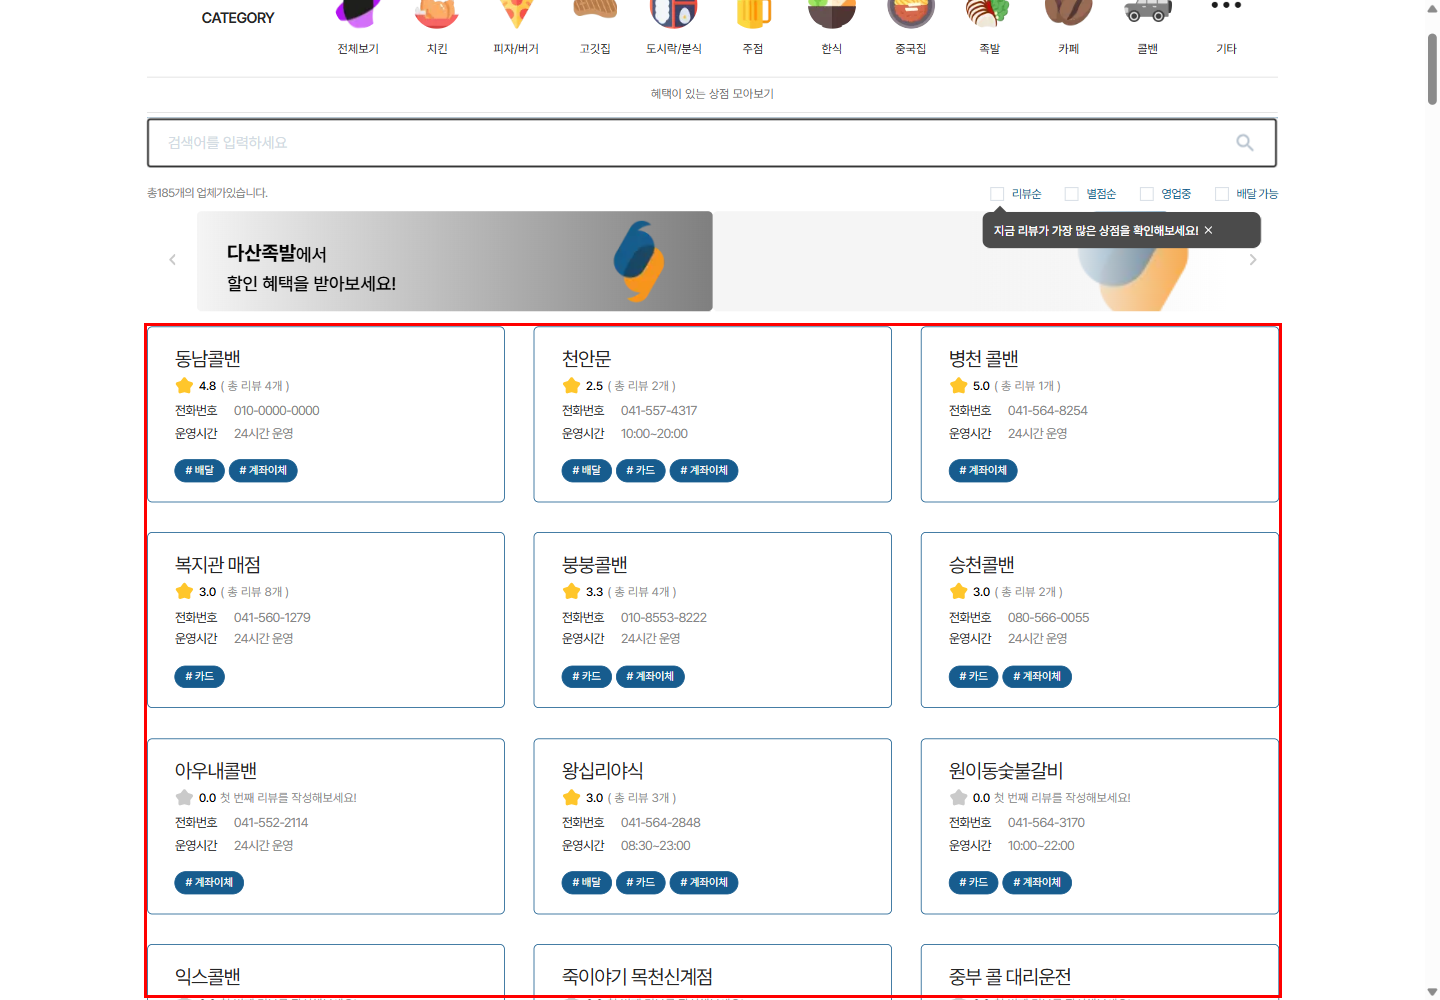 CATEGORY
전체보기
치킨
피자/버거
고깃집
도시락/분식
주점
한식
중국집
족발
카페
콜밴
기타
혜택이 있는 상점 모아보기
검색어를 입력하세요
총185개의 업체가있습니다.
리뷰순
별점순
영업중
배달 가능
지금 리뷰가 가장 많은 상점을 확인해보세요! ×
다산족발에서
할인 혜택을 받아보세요!
동남콜밴
4.8 ( 총 리뷰 4개 )
전화번호 010-0000-0000
운영시간 24시간 운영
# 배달 # 계좌이체
천안문
2.5 ( 총 리뷰 2개 )
전화번호 041-557-4317
운영시간 10:00~20:00
# 배달 # 카드 # 계좌이체
병천 콜밴
5.0 ( 총 리뷰 1개 )
전화번호 041-564-8254
운영시간 24시간 운영
# 계좌이체
복지관 매점
3.0 ( 총 리뷰 8개 )
전화번호 041-560-1279
운영시간 24시간 운영
# 카드
붕붕콜밴
3.3 ( 총 리뷰 4개 )
전화번호 010-8553-8222
운영시간 24시간 운영
# 카드 # 계좌이체
승천콜밴
3.0 ( 총 리뷰 2개 )
전화번호 080-566-0055
운영시간 24시간 운영
# 카드 # 계좌이체
아우내콜밴
0.0 첫 번째 리뷰를 작성해보세요!
전화번호 041-552-2114
운영시간 24시간 운영
# 계좌이체
왕십리야식
3.0 ( 총 리뷰 3개 )
전화번호 041-564-2848
운영시간 08:30~23:00
# 배달 # 카드 # 계좌이체
원이동숯불갈비
0.0 첫 번째 리뷰를 작성해보세요!
전화번호 041-564-3170
운영시간 10:00~22:00
# 카드 # 계좌이체
익스콜밴
죽이야기 목천신계점
중부 콜 대리운전